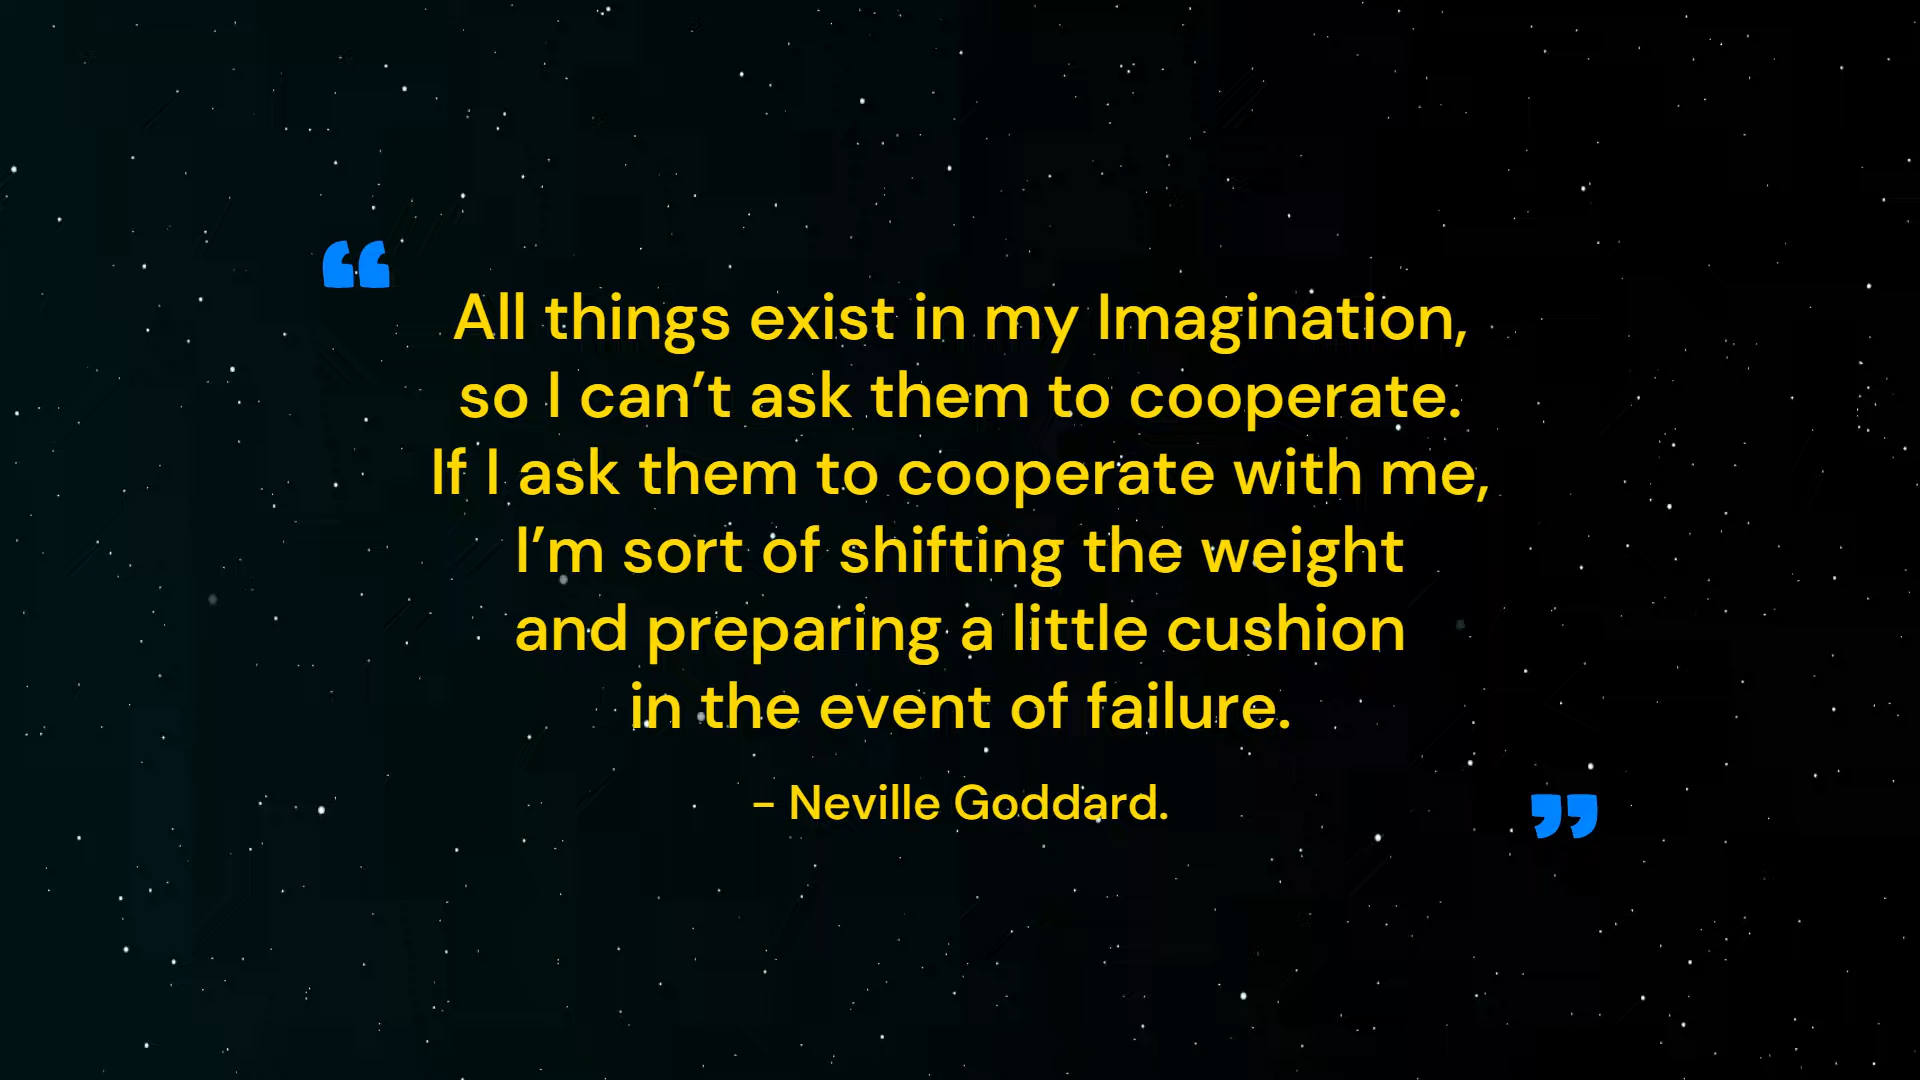 “
All things exist in my Imagination,
so I can’t ask them to cooperate.
If I ask them to cooperate with me,
I’m sort of shifting the weight
and preparing a little cushion
in the event of failure.
– Neville Goddard.
”